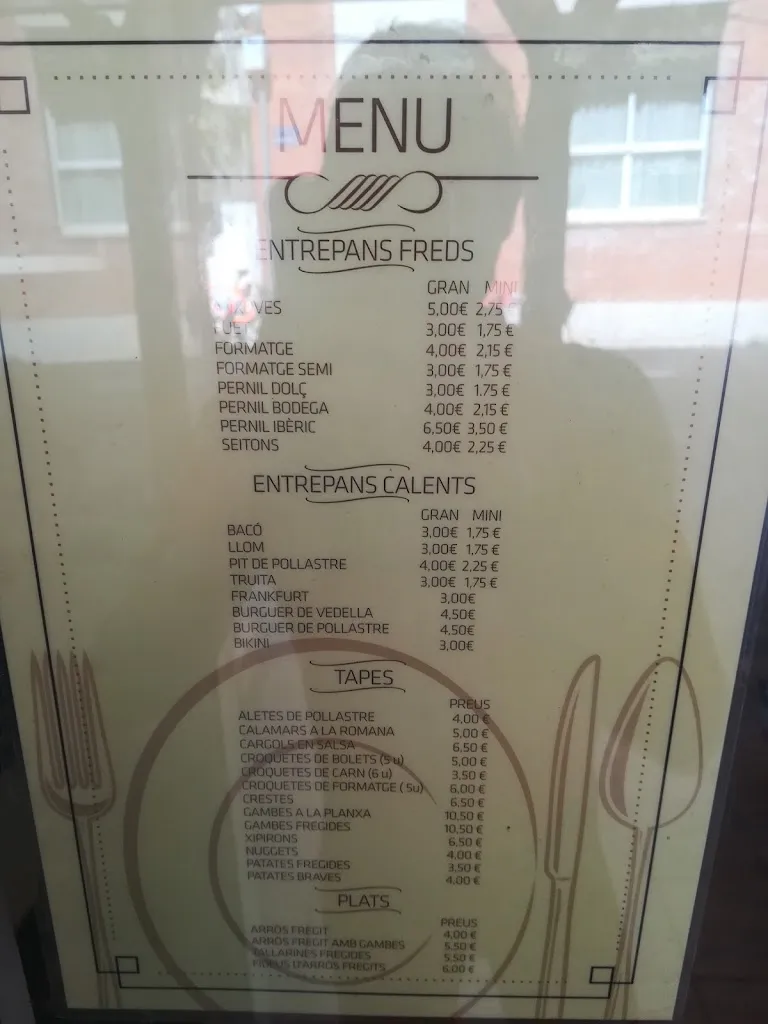 MENU
ENTREPANS FREDS
GRAN MINI
5,00€ 2,75 €
3,00€ 1,75 €
FORMATGE 4,00€ 2,15 €
FORMATGE SEMI 3,00€ 1,75 €
PERNIL DOLÇ 3,00€ 1.75 €
PERNIL BODEGA 4,00€ 2,15 €
PERNIL IBÈRIC 6,50€ 3,50 €
SEITONS 4,00€ 2,25 €
ENTREPANS CALENTS
GRAN MINI
BACÓ 3,00€ 1,75 €
LLOM 3,00€ 1,75 €
PIT DE POLLASTRE 4,00€ 2,25 €
TRUITA 3,00€ 1,75 €
FRANKFURT 3,00€
BURGUER DE VEDELLA 4,50€
BURGUER DE POLLASTRE 4,50€
BIKINI 3,00€
TAPES
PREUS
ALETES DE POLLASTRE 4,00 €
CALAMARS A LA ROMANA 5,00 €
CARGOLS EN SALSA 6,50 €
CROQUETES DE BOLETS (5 u) 5,00 €
CROQUETES DE CARN (6 u) 3,50 €
CROQUETES DE FORMATGE ( 5u) 6,00 €
CRESTES 6,50 €
GAMBES A LA PLANXA 10,50 €
GAMBES FREGIDES 10,50 €
XIPIRONS 6,50 €
NUGGETS 4,00 €
PATATES FREGIDES 3,50 €
PATATES BRAVES 4,00 €
PLATS
PREUS
ARRÒS FREGIT 4,00 €
ARRÒS FREGIT AMB GAMBES 5,50 €
TALLARINES FREGIDES 5,50 €
FIDEUS D'ARRÒS FREGITS 6,00 €